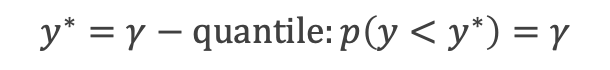 y* = γ − quantile: p(y < y*) = γ